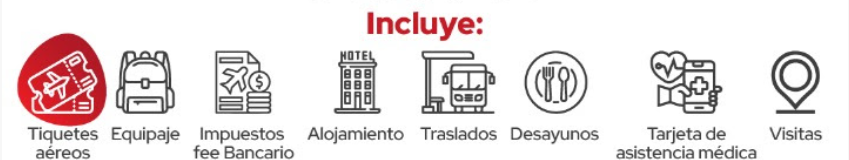 Incluye:
HOTEL
Tiquetes aéreos
Equipaje
Impuestos fee Bancario
Alojamiento
Traslados
Desayunos
Tarjeta de asistencia médica
Visitas